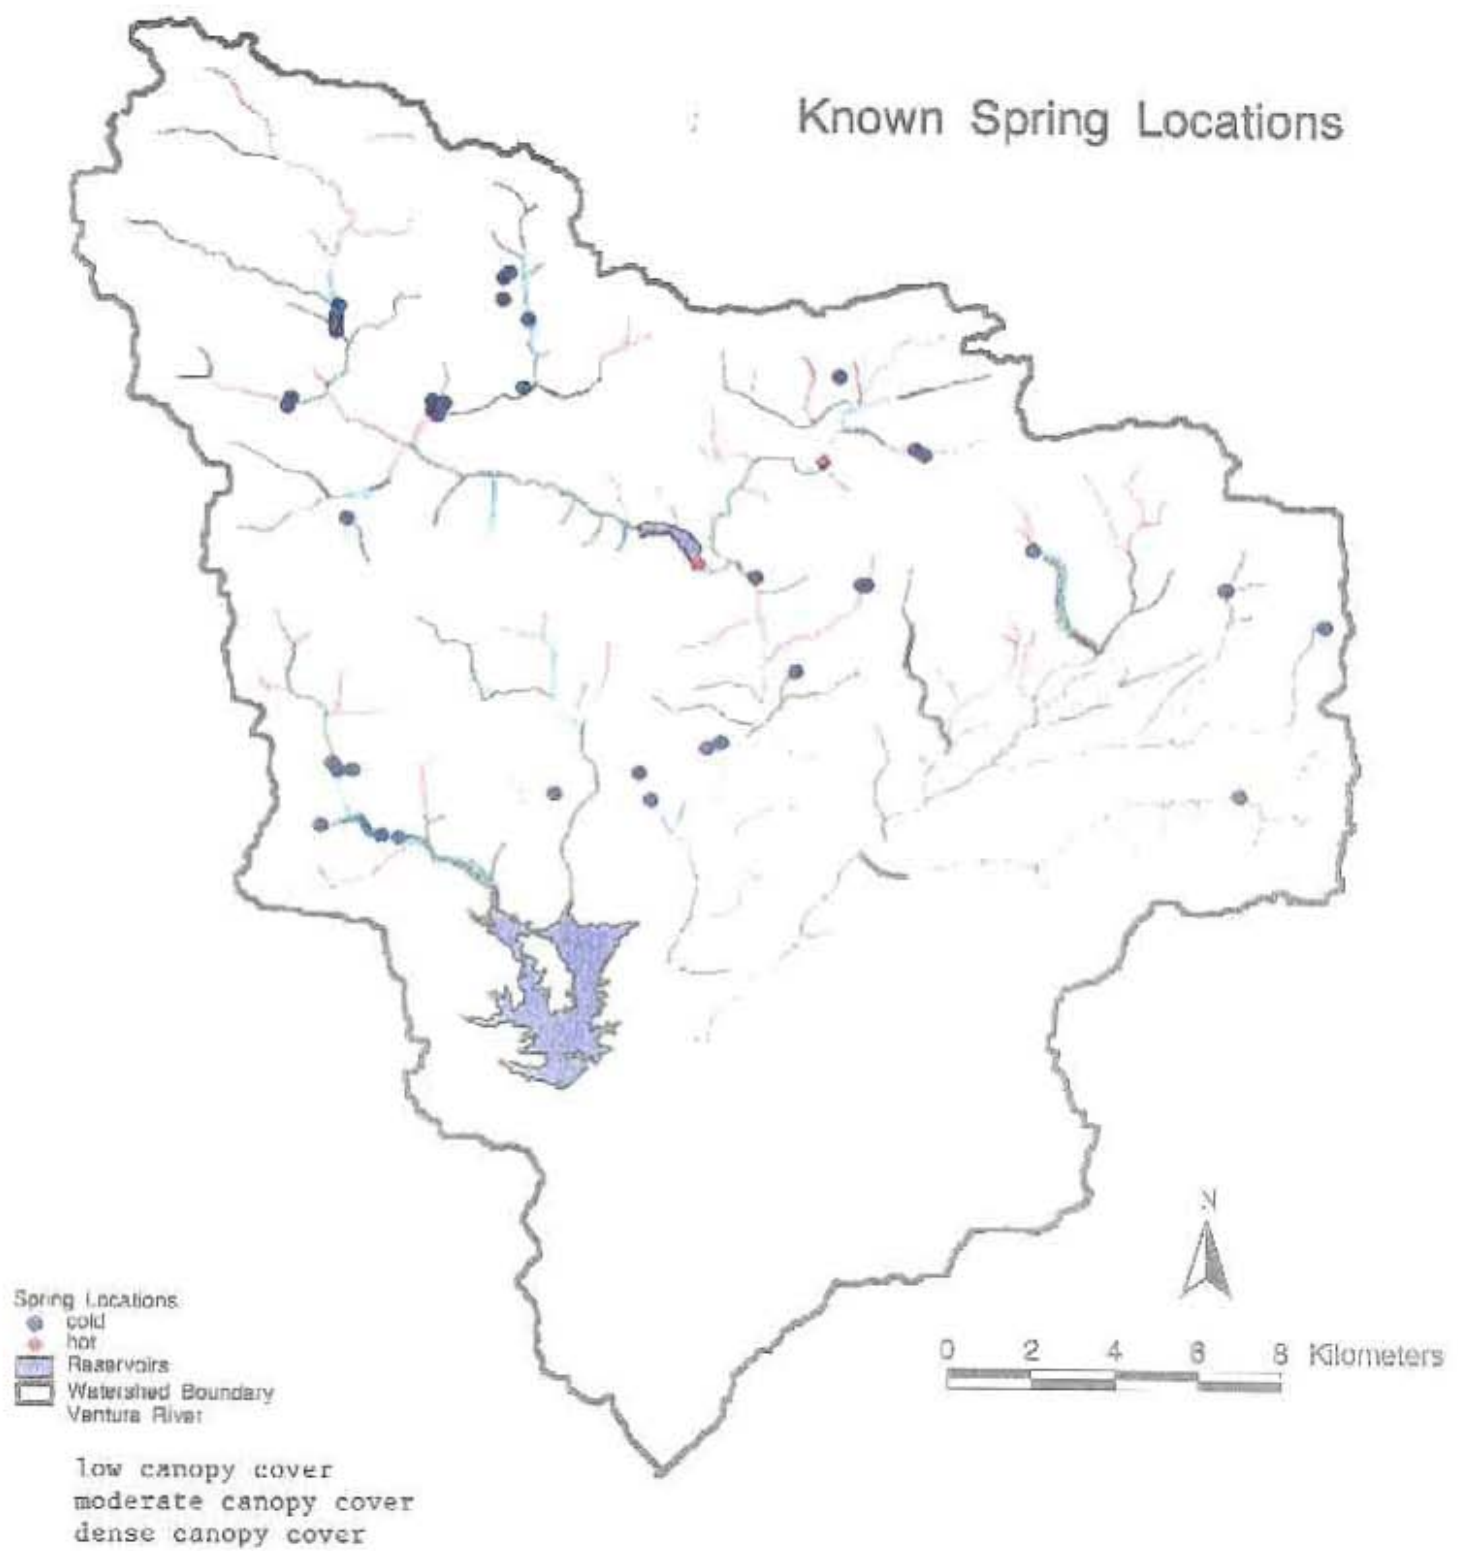 Known Spring Locations
N
0 2 4 6 8 Kilometers
Spring Locations
cold
hot
Reservoirs
Watershed Boundary
Ventura River
low canopy cover
moderate canopy cover
dense canopy cover